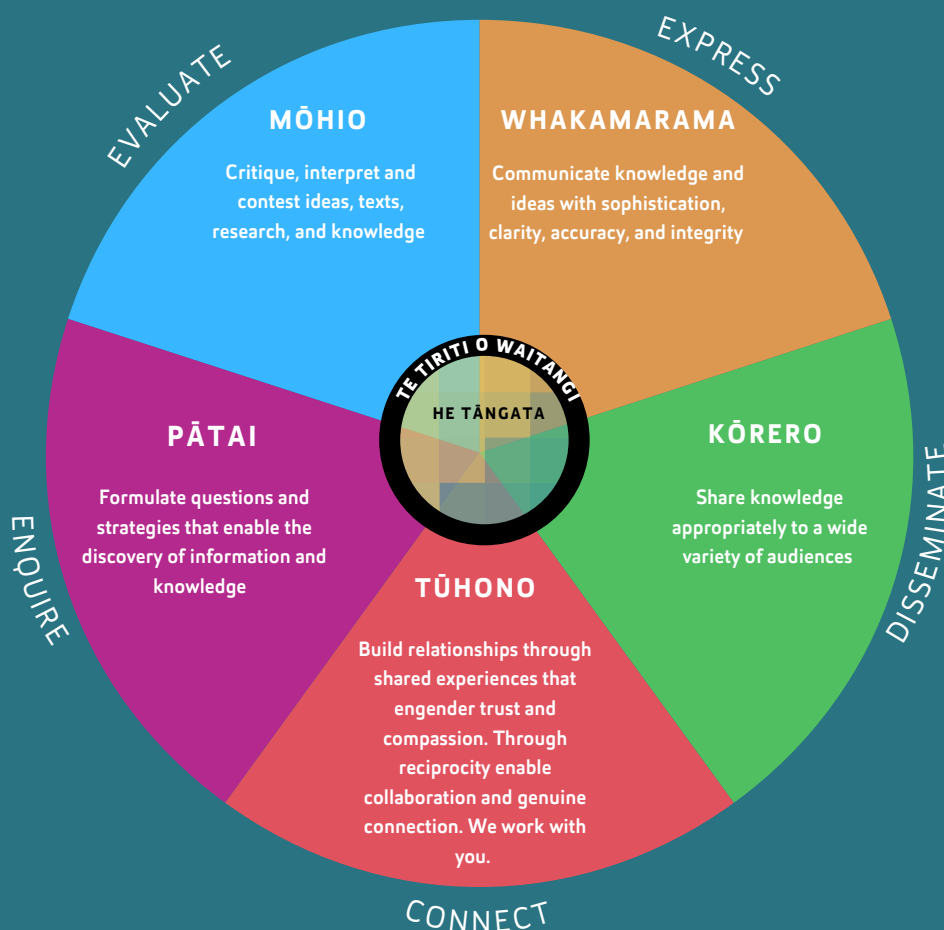 EVALUATE
MŌHIO
Critique, interpret and
contest ideas, texts,
research, and knowledge
EXPRESS
WHAKAMARAMA
Communicate knowledge and
ideas with sophistication,
clarity, accuracy, and integrity
TE TIRITI O WAITANGI
HE TĀNGATA
PĀTAI
Formulate questions and
strategies that enable the
discovery of information and
knowledge
ENQUIRE
KŌRERO
Share knowledge
appropriately to a wide
variety of audiences
DISSEMINATE
TŪHONO
Build relationships through
shared experiences that
engender trust and
compassion. Through
reciprocity enable
collaboration and genuine
connection. We work with
you.
CONNECT